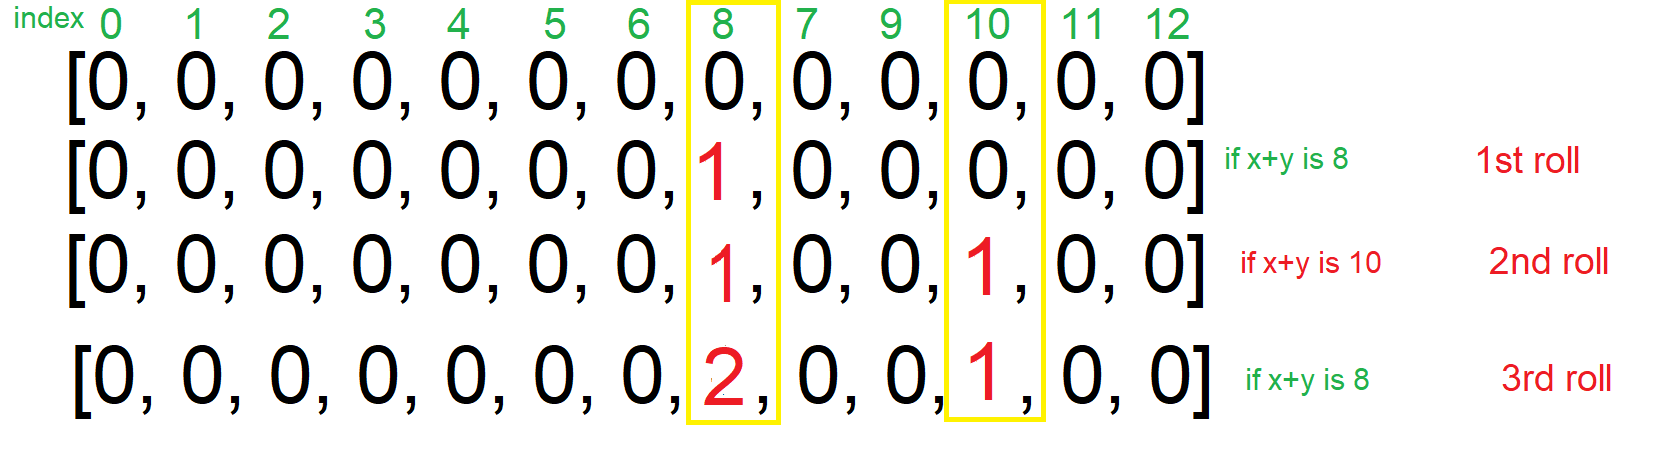 index 0 1 2 3 4 5 6 8 7 9 10 11 12
[0, 0, 0, 0, 0, 0, 0, 0, 0, 0, 0, 0, 0]
[0, 0, 0, 0, 0, 0, 0, 1, 0, 0, 0, 0, 0] if x+y is 8 1st roll
[0, 0, 0, 0, 0, 0, 0, 1, 0, 0, 1, 0, 0] if x+y is 10 2nd roll
[0, 0, 0, 0, 0, 0, 0, 2, 0, 0, 1, 0, 0] if x+y is 8 3rd roll